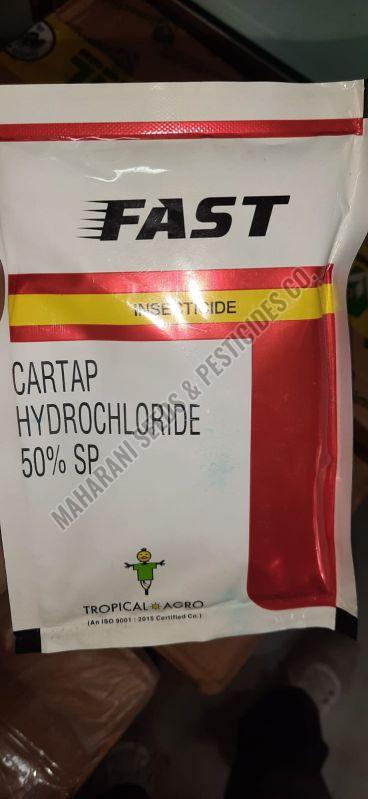 FAST
INSECTICIDE
CARTAP
HYDROCHLORIDE
50% SP
MAHARANI SEEDS & PESTICIDES CO.
TROPICAL AGRO
(An ISO 9001 : 2015 Certified Co.)